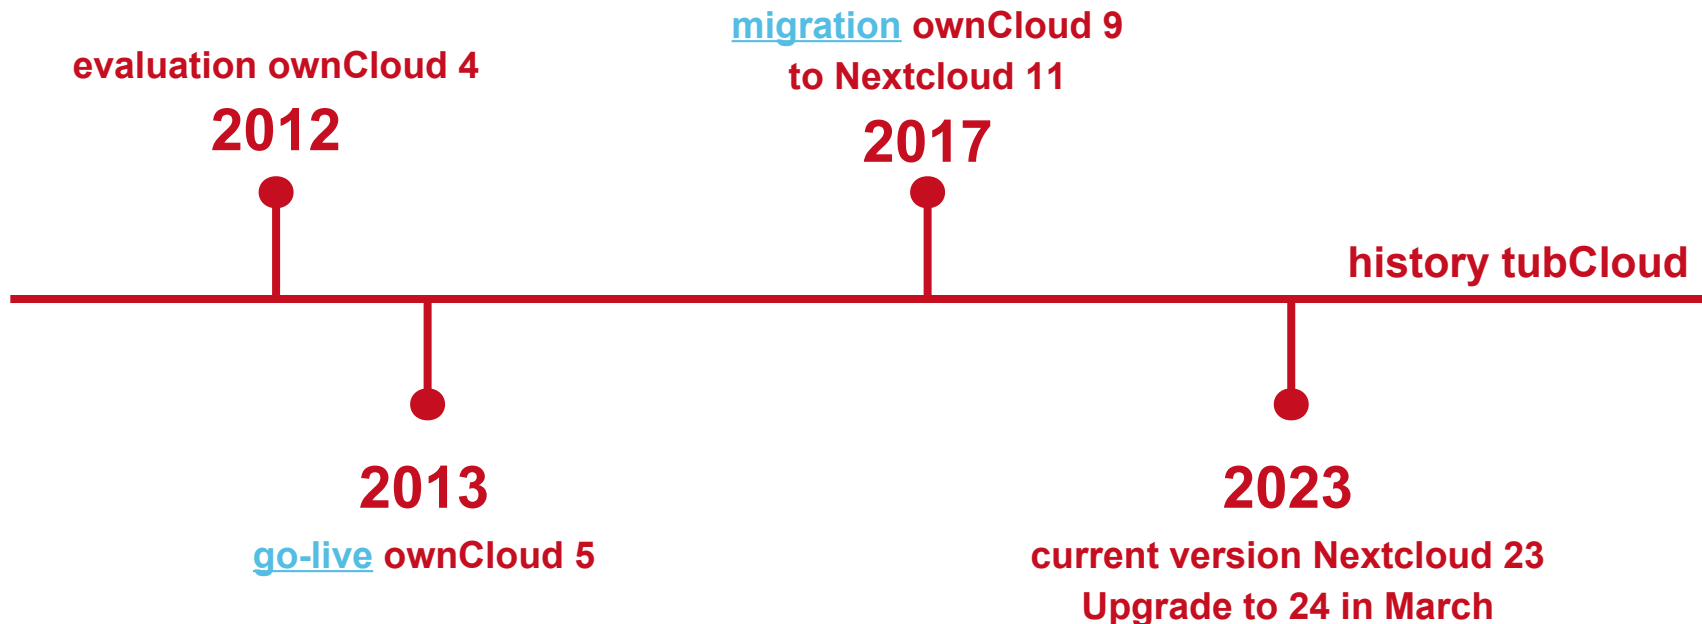 evaluation ownCloud 4
2012
migration ownCloud 9
to Nextcloud 11
2017
history tubCloud
2013
go-live ownCloud 5
2023
current version Nextcloud 23
Upgrade to 24 in March